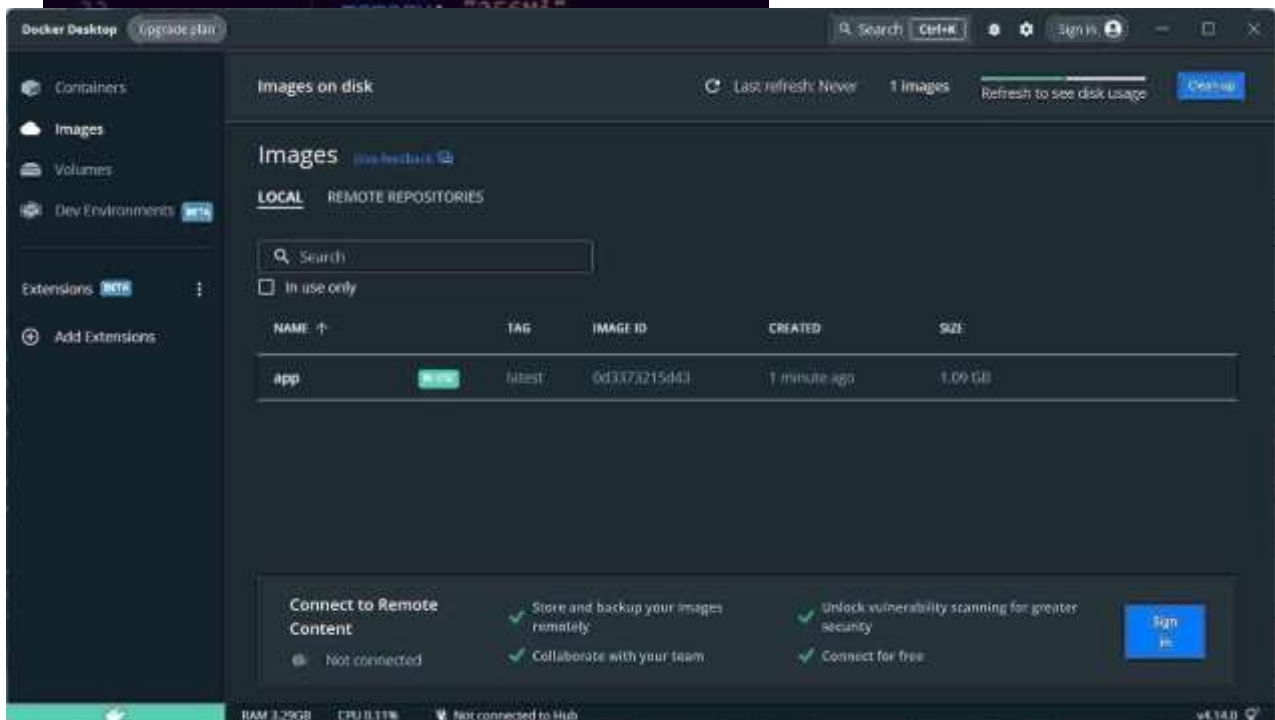 memory: "256Mi"
Docker Desktop Upgrade plan Search Ctrl+K Sign in
Containers
Images
Volumes
Dev Environments BETA
Extensions BETA
Add Extensions
Images on disk Last refresh: Never 1 images Refresh to see disk usage Clean up
Images Give feedback
LOCAL REMOTE REPOSITORIES
Search
In use only
NAME TAG IMAGE ID CREATED SIZE
app IN USE latest 0d3373215d43 1 minute ago 1.09 GB
Connect to Remote
Content
Not connected
Store and backup your images
remotely
Collaborate with your team
Unlock vulnerability scanning for greater
security
Connect for free
Sign
in
RAM 3.29GB CPU 0.11% Not connected to Hub v4.14.0